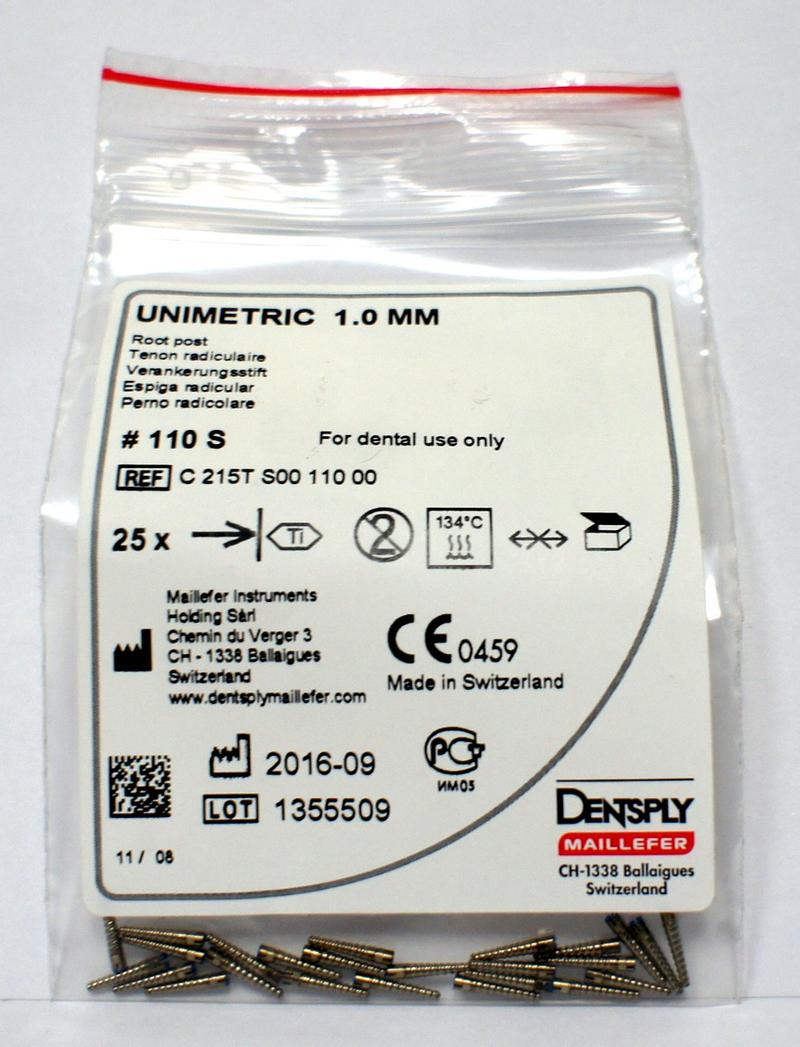 UNIMETRIC 1.0 MM
Root post
Tenon radiculaire
Verankerungsstift
Espiga radicular
Perno radicolare
# 110 S For dental use only
REF C 215T S00 110 00
25 x Ti 2 134°C
Maillefer Instruments
Holding Sàrl
Chemin du Verger 3
CH - 1338 Ballaigues
Switzerland
www.dentsplymaillefer.com
CE 0459
Made in Switzerland
2016-09
LOT 1355509
PCT
ИМ05
11 / 08
DENTSPLY
MAILLEFER
CH-1338 Ballaigues
Switzerland